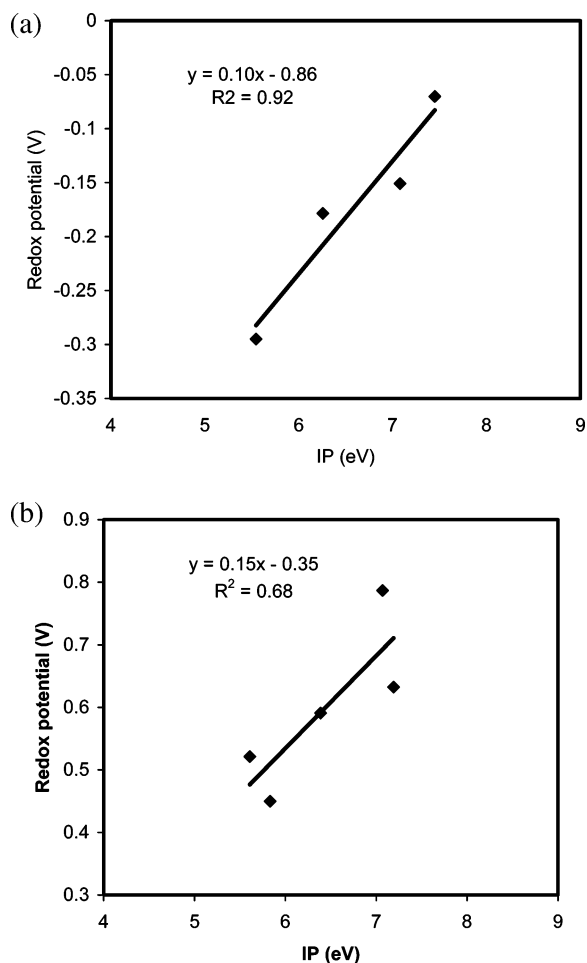 (a)
0
-0.05
-0.1
-0.15
-0.2
-0.25
-0.3
-0.35
Redox potential (V)
y = 0.10x - 0.86
R2 = 0.92
4 5 6 7 8 9
IP (eV)
(b)
0.9
0.8
0.7
0.6
0.5
0.4
0.3
Redox potential (V)
y = 0.15x - 0.35
R² = 0.68
4 5 6 7 8 9
IP (eV)